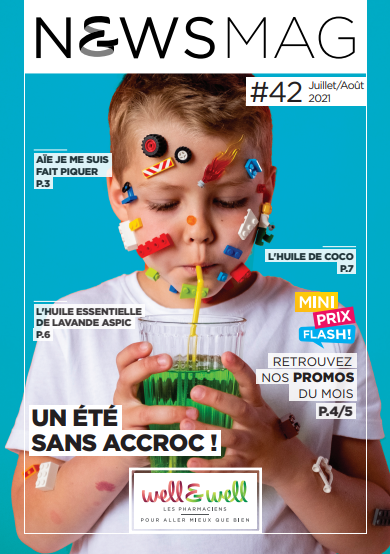 NEWSMAG
#42 Juillet/Août
2021
AÏE JE ME SUIS
FAIT PIQUER
P.3
L'HUILE DE COCO
P.7
L'HUILE ESSENTIELLE
DE LAVANDE ASPIC
P.6
MINI
PRIX
FLASH!
RETROUVEZ
NOS PROMOS
DU MOIS
P.4/5
UN ÉTÉ
SANS ACCROC !
well&well
LES PHARMACIENS
POUR ALLER MIEUX QUE BIEN